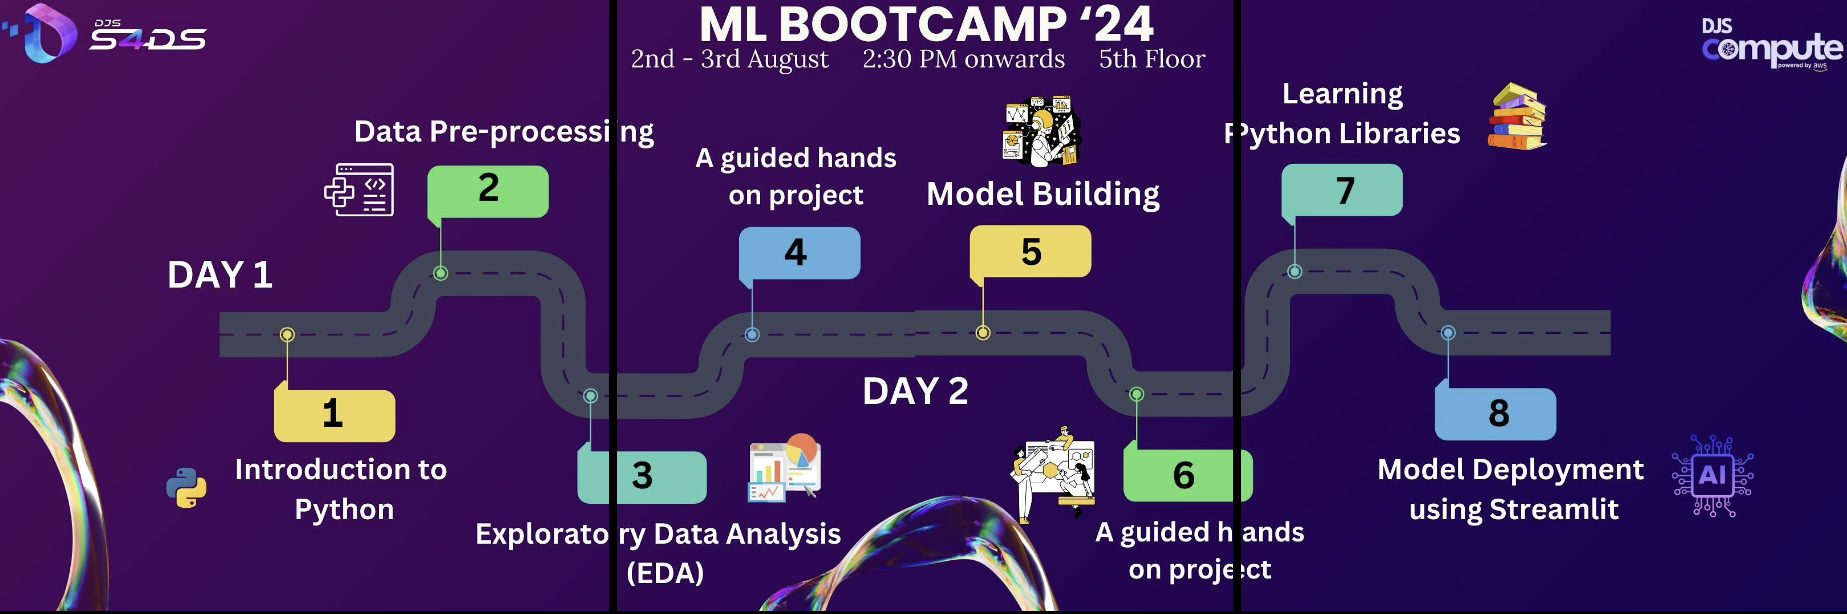 DJS
S4DS
ML BOOTCAMP ‘24
2nd - 3rd August 2:30 PM onwards 5th Floor
DJS
compute
powered by aws
DAY 1
1
Introduction to
Python
Data Pre-processing
2
3
Exploratory Data Analysis
(EDA)
A guided hands
on project
4
DAY 2
Model Building
5
6
A guided hands
on project
Learning
Python Libraries
7
8
Model Deployment
using Streamlit
AI